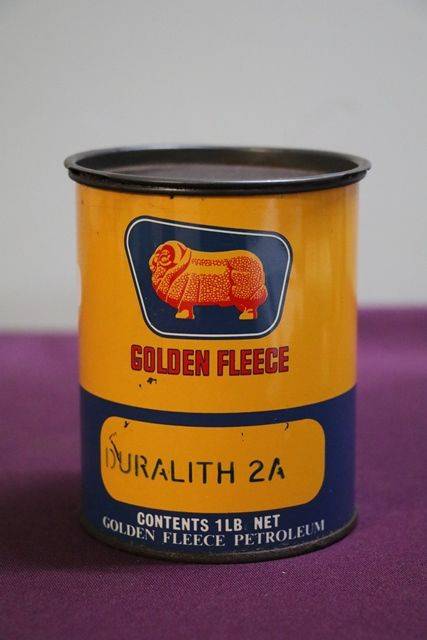 GOLDEN FLEECE
DURALITH 2A
CONTENTS 1LB NET
GOLDEN FLEECE PETROLEUM